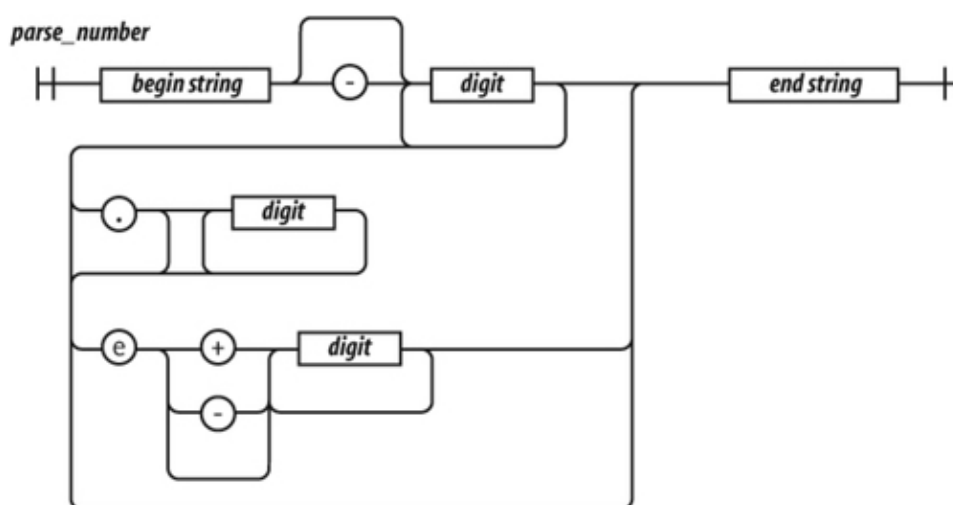 parse_number
begin string - digit end string
. digit
e + digit
-